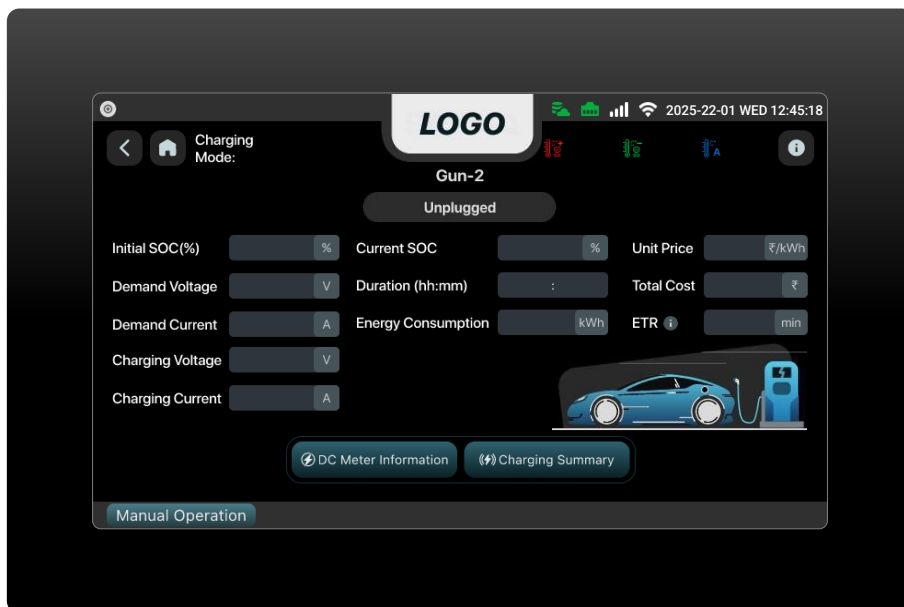 LOGO
2025-22-01 WED 12:45:18
Charging
Mode:
Gun-2
Unplugged
Initial SOC(%) %
Current SOC %
Unit Price ₹/kWh
Demand Voltage V
Duration (hh:mm) :
Total Cost ₹
Demand Current A
Energy Consumption kWh
ETR min
Charging Voltage V
Charging Current A
DC Meter Information
Charging Summary
Manual Operation